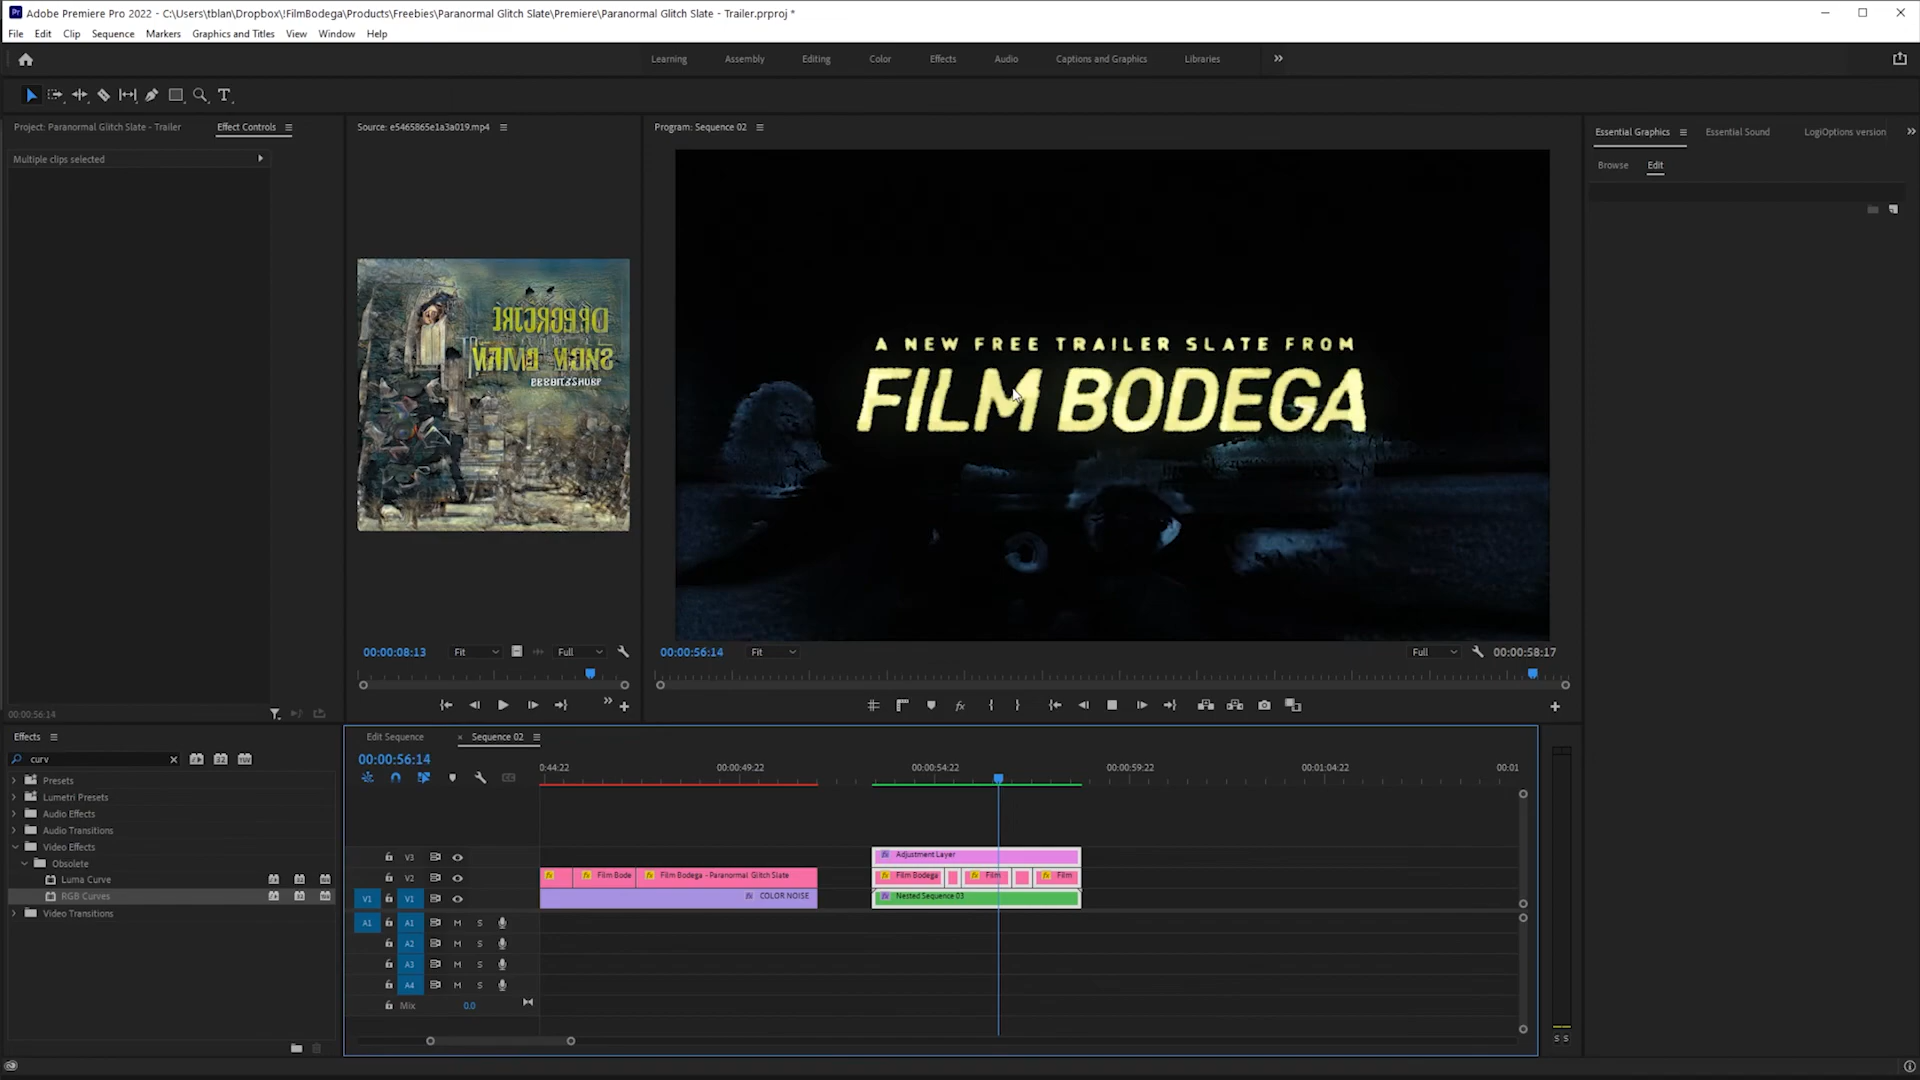 Adobe Premiere Pro 2022 - C:\Users\tblan\Dropbox\!FilmBodega\Products\Freebies\Paranormal Glitch Slate\Premiere\Paranormal Glitch Slate - Trailer.prproj *
File Edit Clip Sequence Markers Graphics and Titles View Window Help
Learning Assembly Editing Color Effects Audio Captions and Graphics Libraries
Project: Paranormal Glitch Slate - Trailer Effect Controls Source: e5465865e1a3a019.mp4 Program: Sequence 02 Essential Graphics Essential Sound LogiOptions version
Multiple clips selected
Browse Edit
A NEW FREE TRAILER SLATE FROM
FILM BODEGA
00:00:08:13 Fit Full 00:00:56:14 Fit Full 00:00:58:17
00:00:56:14
Effects Edit Sequence Sequence 02
curv 00:00:56:14
0:44:22 00:00:49:22 00:00:54:22 00:00:59:22 00:01:04:22 00:01
Presets
Lumetri Presets
Audio Effects
Audio Transitions
Video Effects
Obsolete
Luma Curve
RGB Curves
Video Transitions
V3 Adjustment Layer
V2 Film Bode Film Bodega - Paranormal Glitch Slate Film Bodega Film Film
V1 V1 COLOR NOISE Nested Sequence 03
A1 A1 M S
A2 M S
A3 M S
A4 M S
Mix 0.0
S S